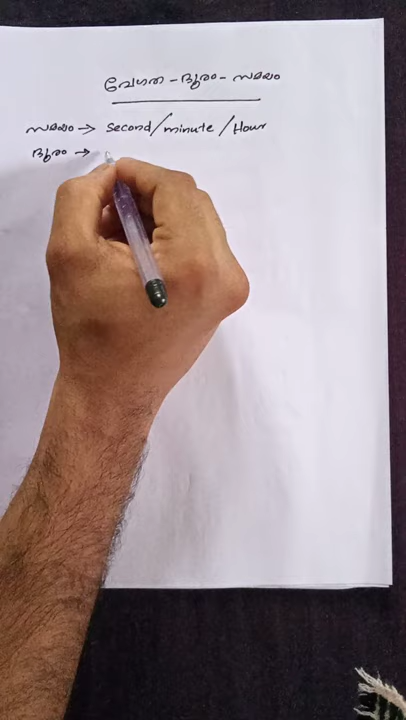 വേഗത - ദൂരം - സമയം
സമയം → second/minute/Hour
ദൂരം →